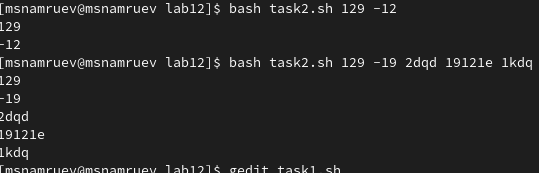 [msnamruev@msnamruev lab12]$ bash task2.sh 129 -12
129
-12
[msnamruev@msnamruev lab12]$ bash task2.sh 129 -19 2dqd 19121e 1kdq
129
-19
2dqd
19121e
1kdq
[msnamruev@msnamruev lab12]$ gedit task1.sh